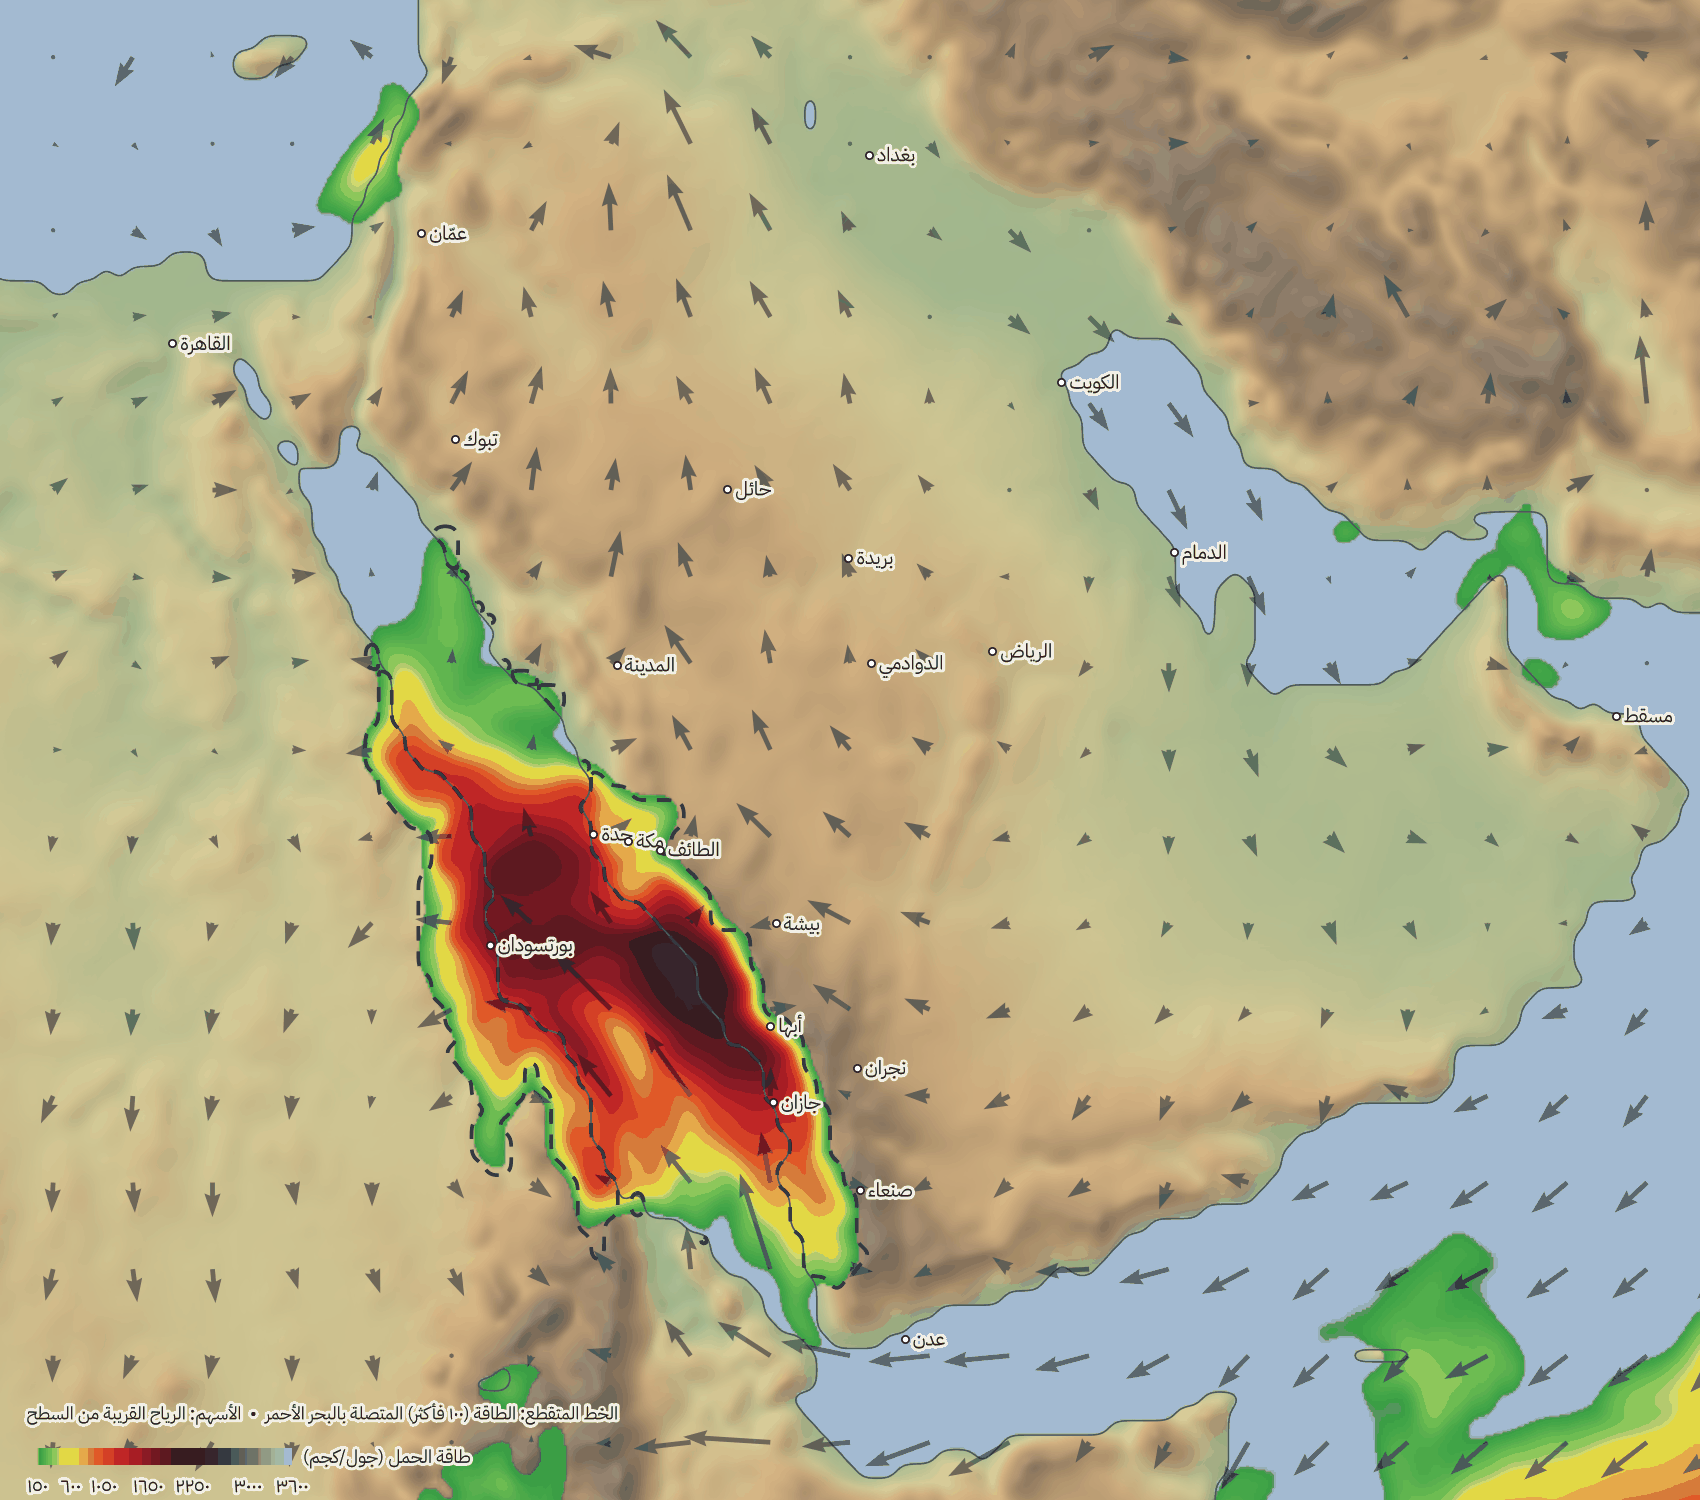 بغداد
عمّان
القاهرة
الكويت
تبوك
حائل
الدمام
بريدة
الرياض
الدوادمي
المدينة
مسقط
جدة
مكة
الطائف
بيشة
بورتسودان
أبها
نجران
جازان
صنعاء
عدن
الخط المتقطع: الطاقة (١٠٠ فأكثر) المتصلة بالبحر الأحمر • الأسهم: الرياح القريبة من السطح
طاقة الحمل (جول/كجم)
١٥٠ ٦٠٠ ١٠٥٠ ١٦٥٠ ٢٢٥٠ ٣٠٠٠ ٣٦٠٠